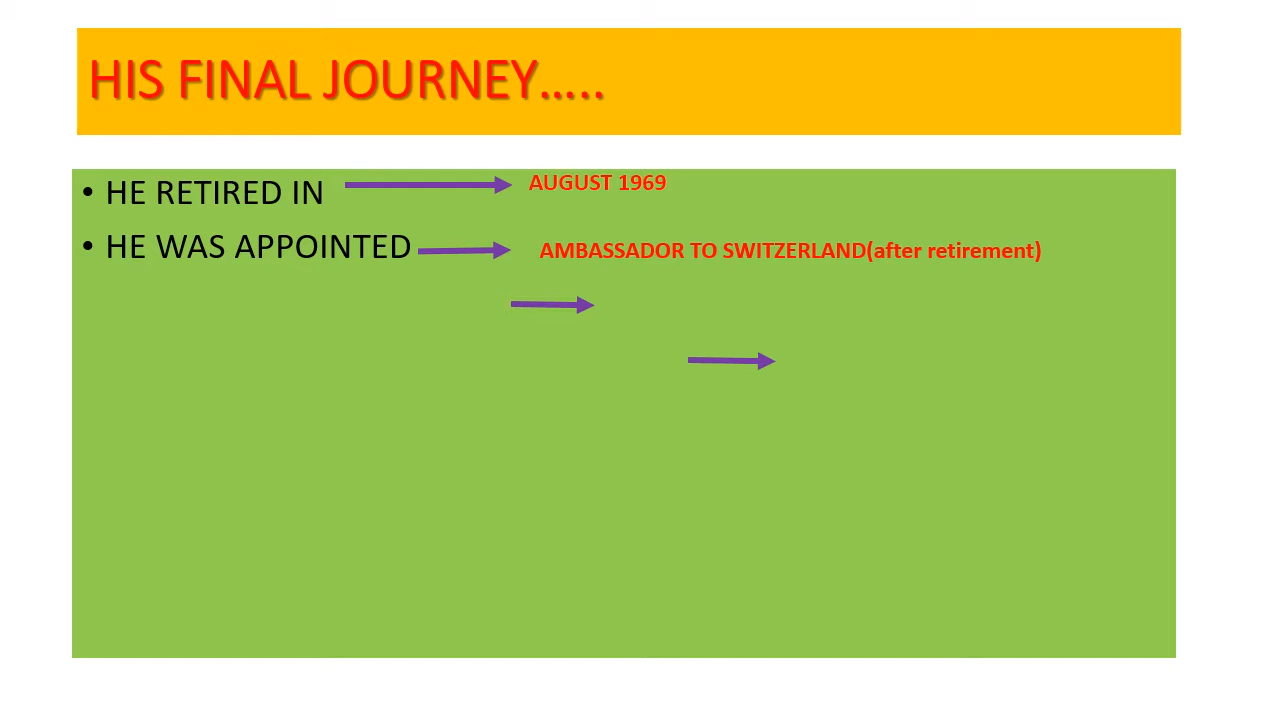 HIS FINAL JOURNEY…..
• HE RETIRED IN AUGUST 1969
• HE WAS APPOINTED AMBASSADOR TO SWITZERLAND(after retirement)